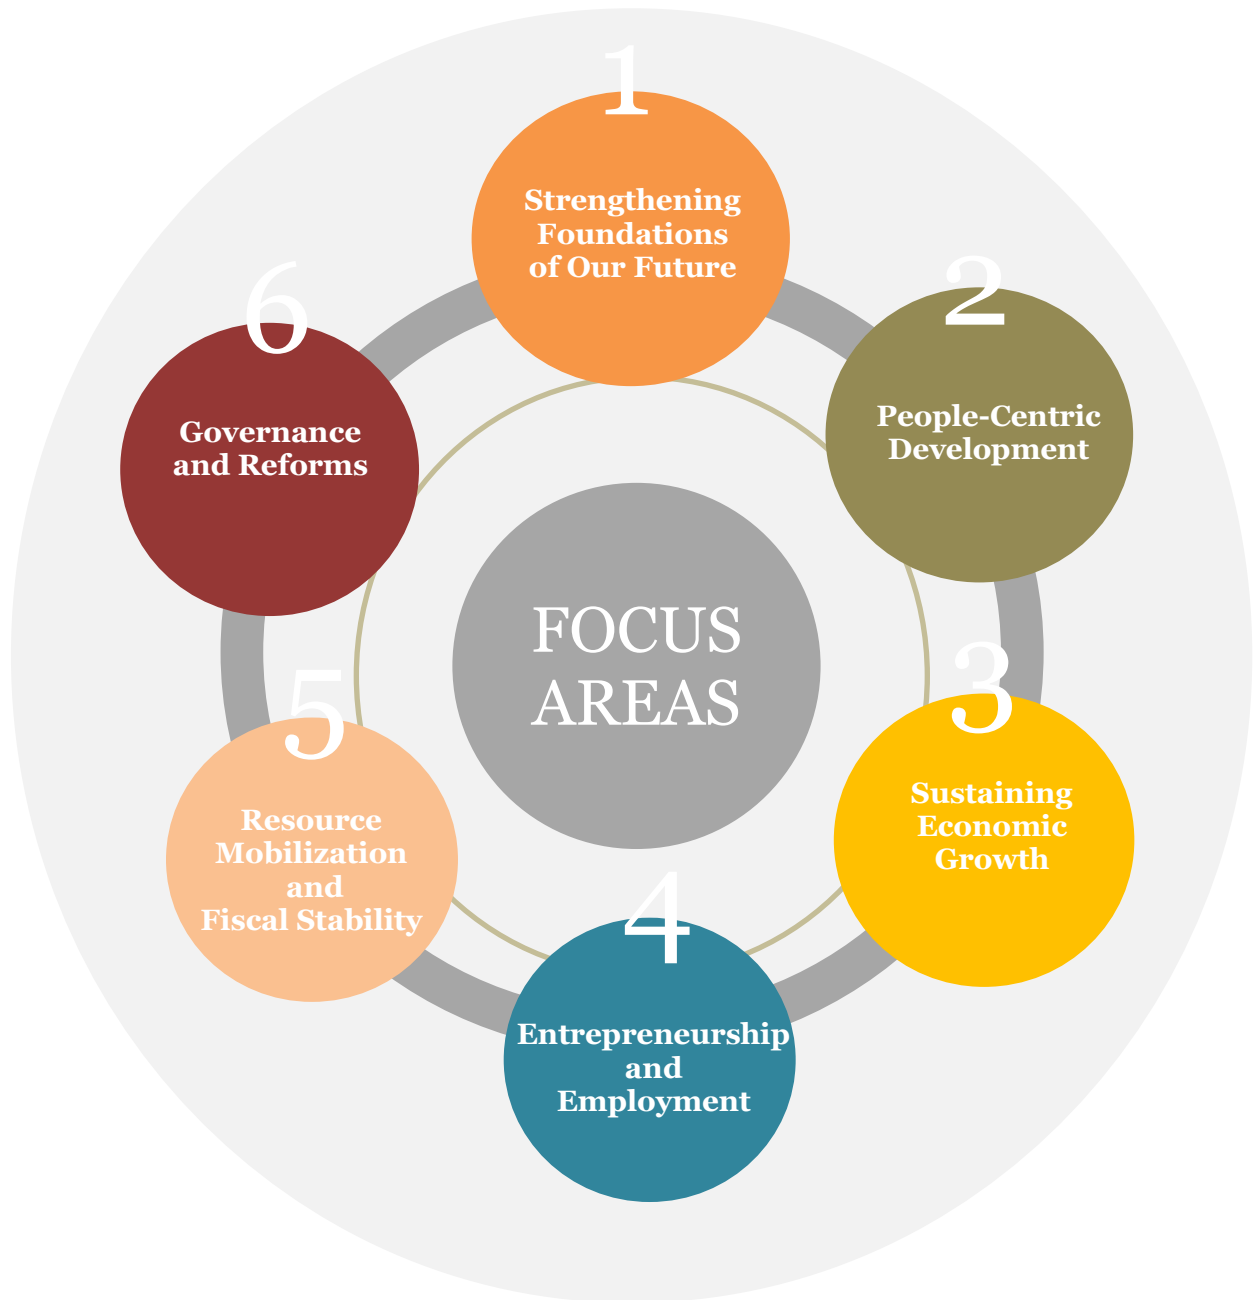 FOCUS
AREAS
1
Strengthening
Foundations
of Our Future
2
People-Centric
Development
3
Sustaining
Economic
Growth
4
Entrepreneurship
and
Employment
5
Resource
Mobilization
and
Fiscal Stability
6
Governance
and Reforms